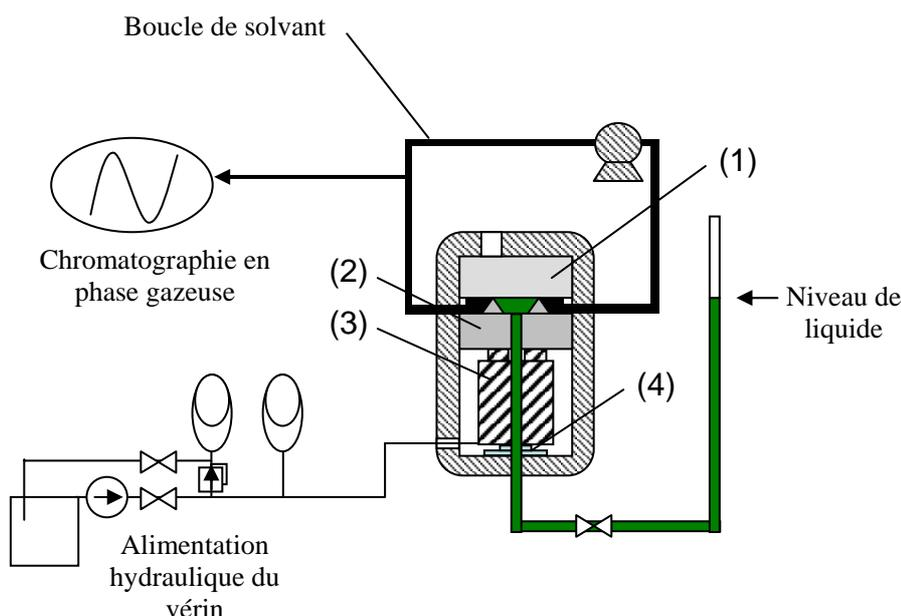 Boucle de solvant
(1)
Chromatographie en
phase gazeuse
(2)
(3)
Niveau de
liquide
(4)
Alimentation
hydraulique du
vérin